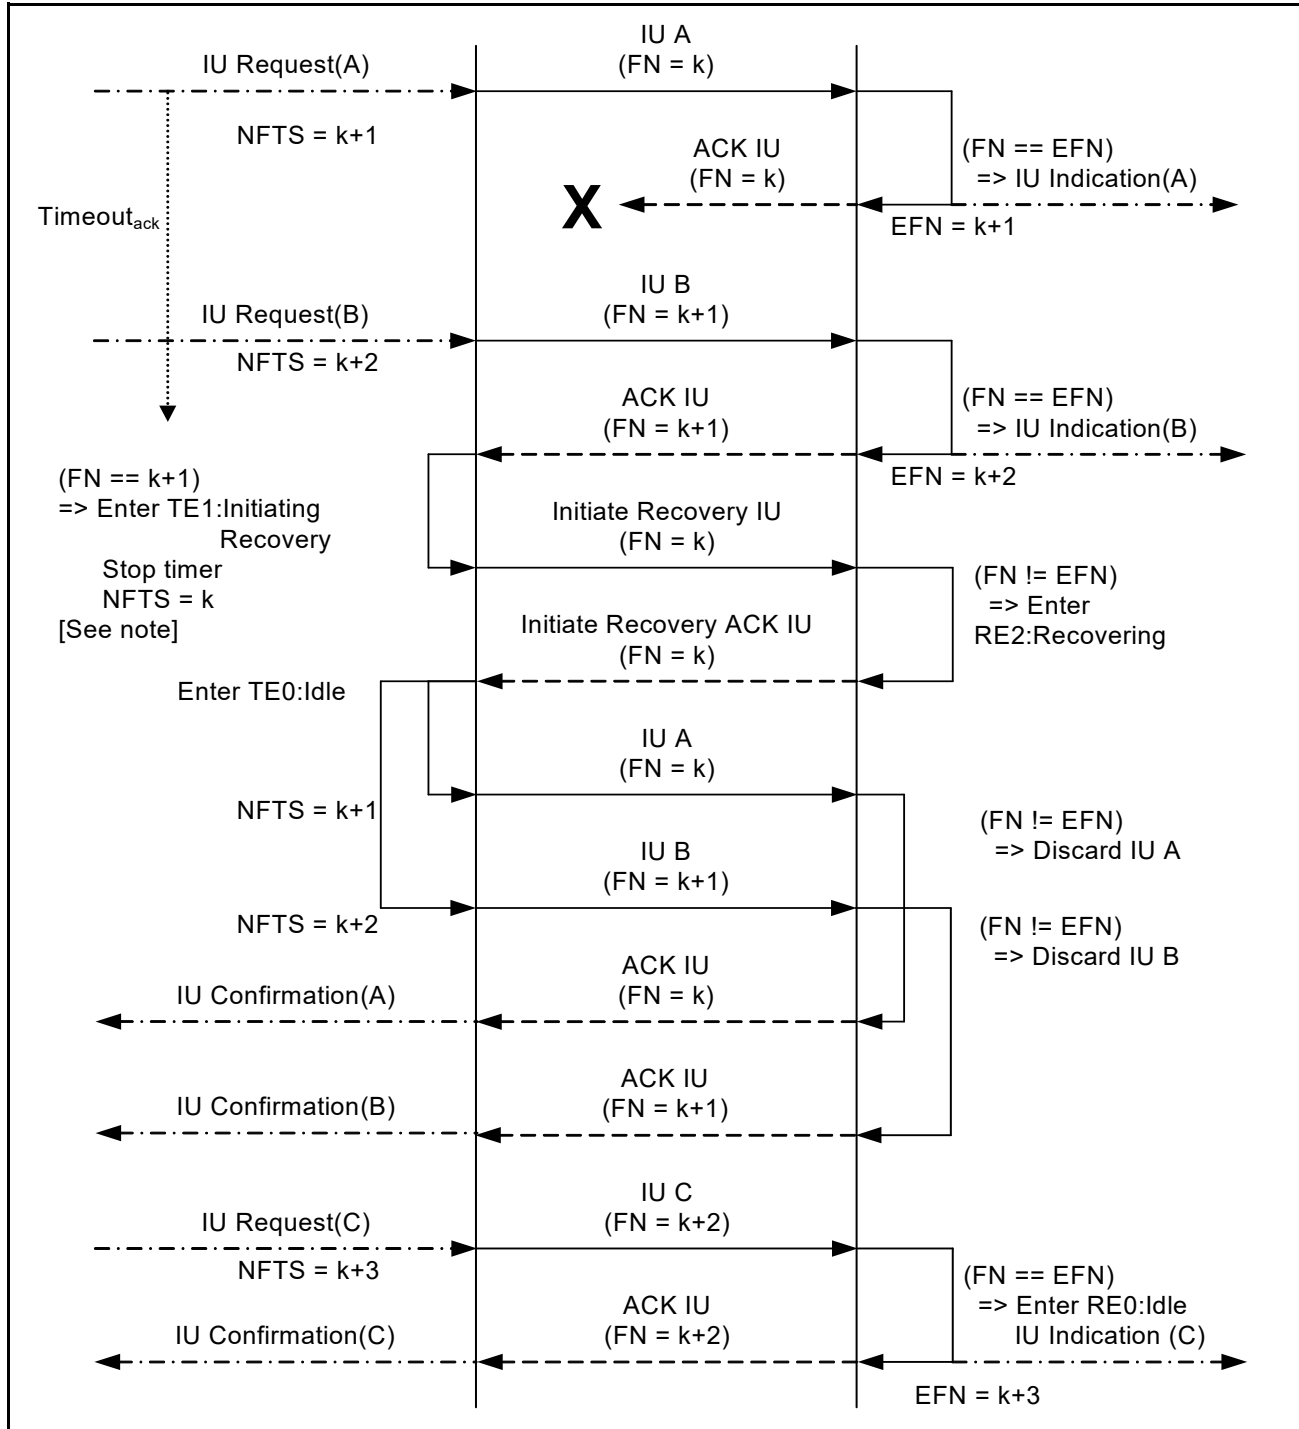 IU A
(FN = k)
IU Request(A)
NFTS = k+1
ACK IU
(FN = k)
(FN == EFN)
=> IU Indication(A)
X
Timeoutack
EFN = k+1
IU B
(FN = k+1)
IU Request(B)
NFTS = k+2
ACK IU
(FN = k+1)
(FN == EFN)
=> IU Indication(B)
EFN = k+2
(FN == k+1)
=> Enter TE1:Initiating
Recovery
Stop timer
NFTS = k
[See note]
Initiate Recovery IU
(FN = k)
(FN != EFN)
=> Enter
RE2:Recovering
Initiate Recovery ACK IU
(FN = k)
Enter TE0:Idle
IU A
(FN = k)
NFTS = k+1
(FN != EFN)
=> Discard IU A
IU B
(FN = k+1)
NFTS = k+2
(FN != EFN)
=> Discard IU B
ACK IU
(FN = k)
IU Confirmation(A)
ACK IU
(FN = k+1)
IU Confirmation(B)
IU C
(FN = k+2)
IU Request(C)
NFTS = k+3
(FN == EFN)
=> Enter RE0:Idle
IU Indication (C)
ACK IU
(FN = k+2)
IU Confirmation(C)
EFN = k+3